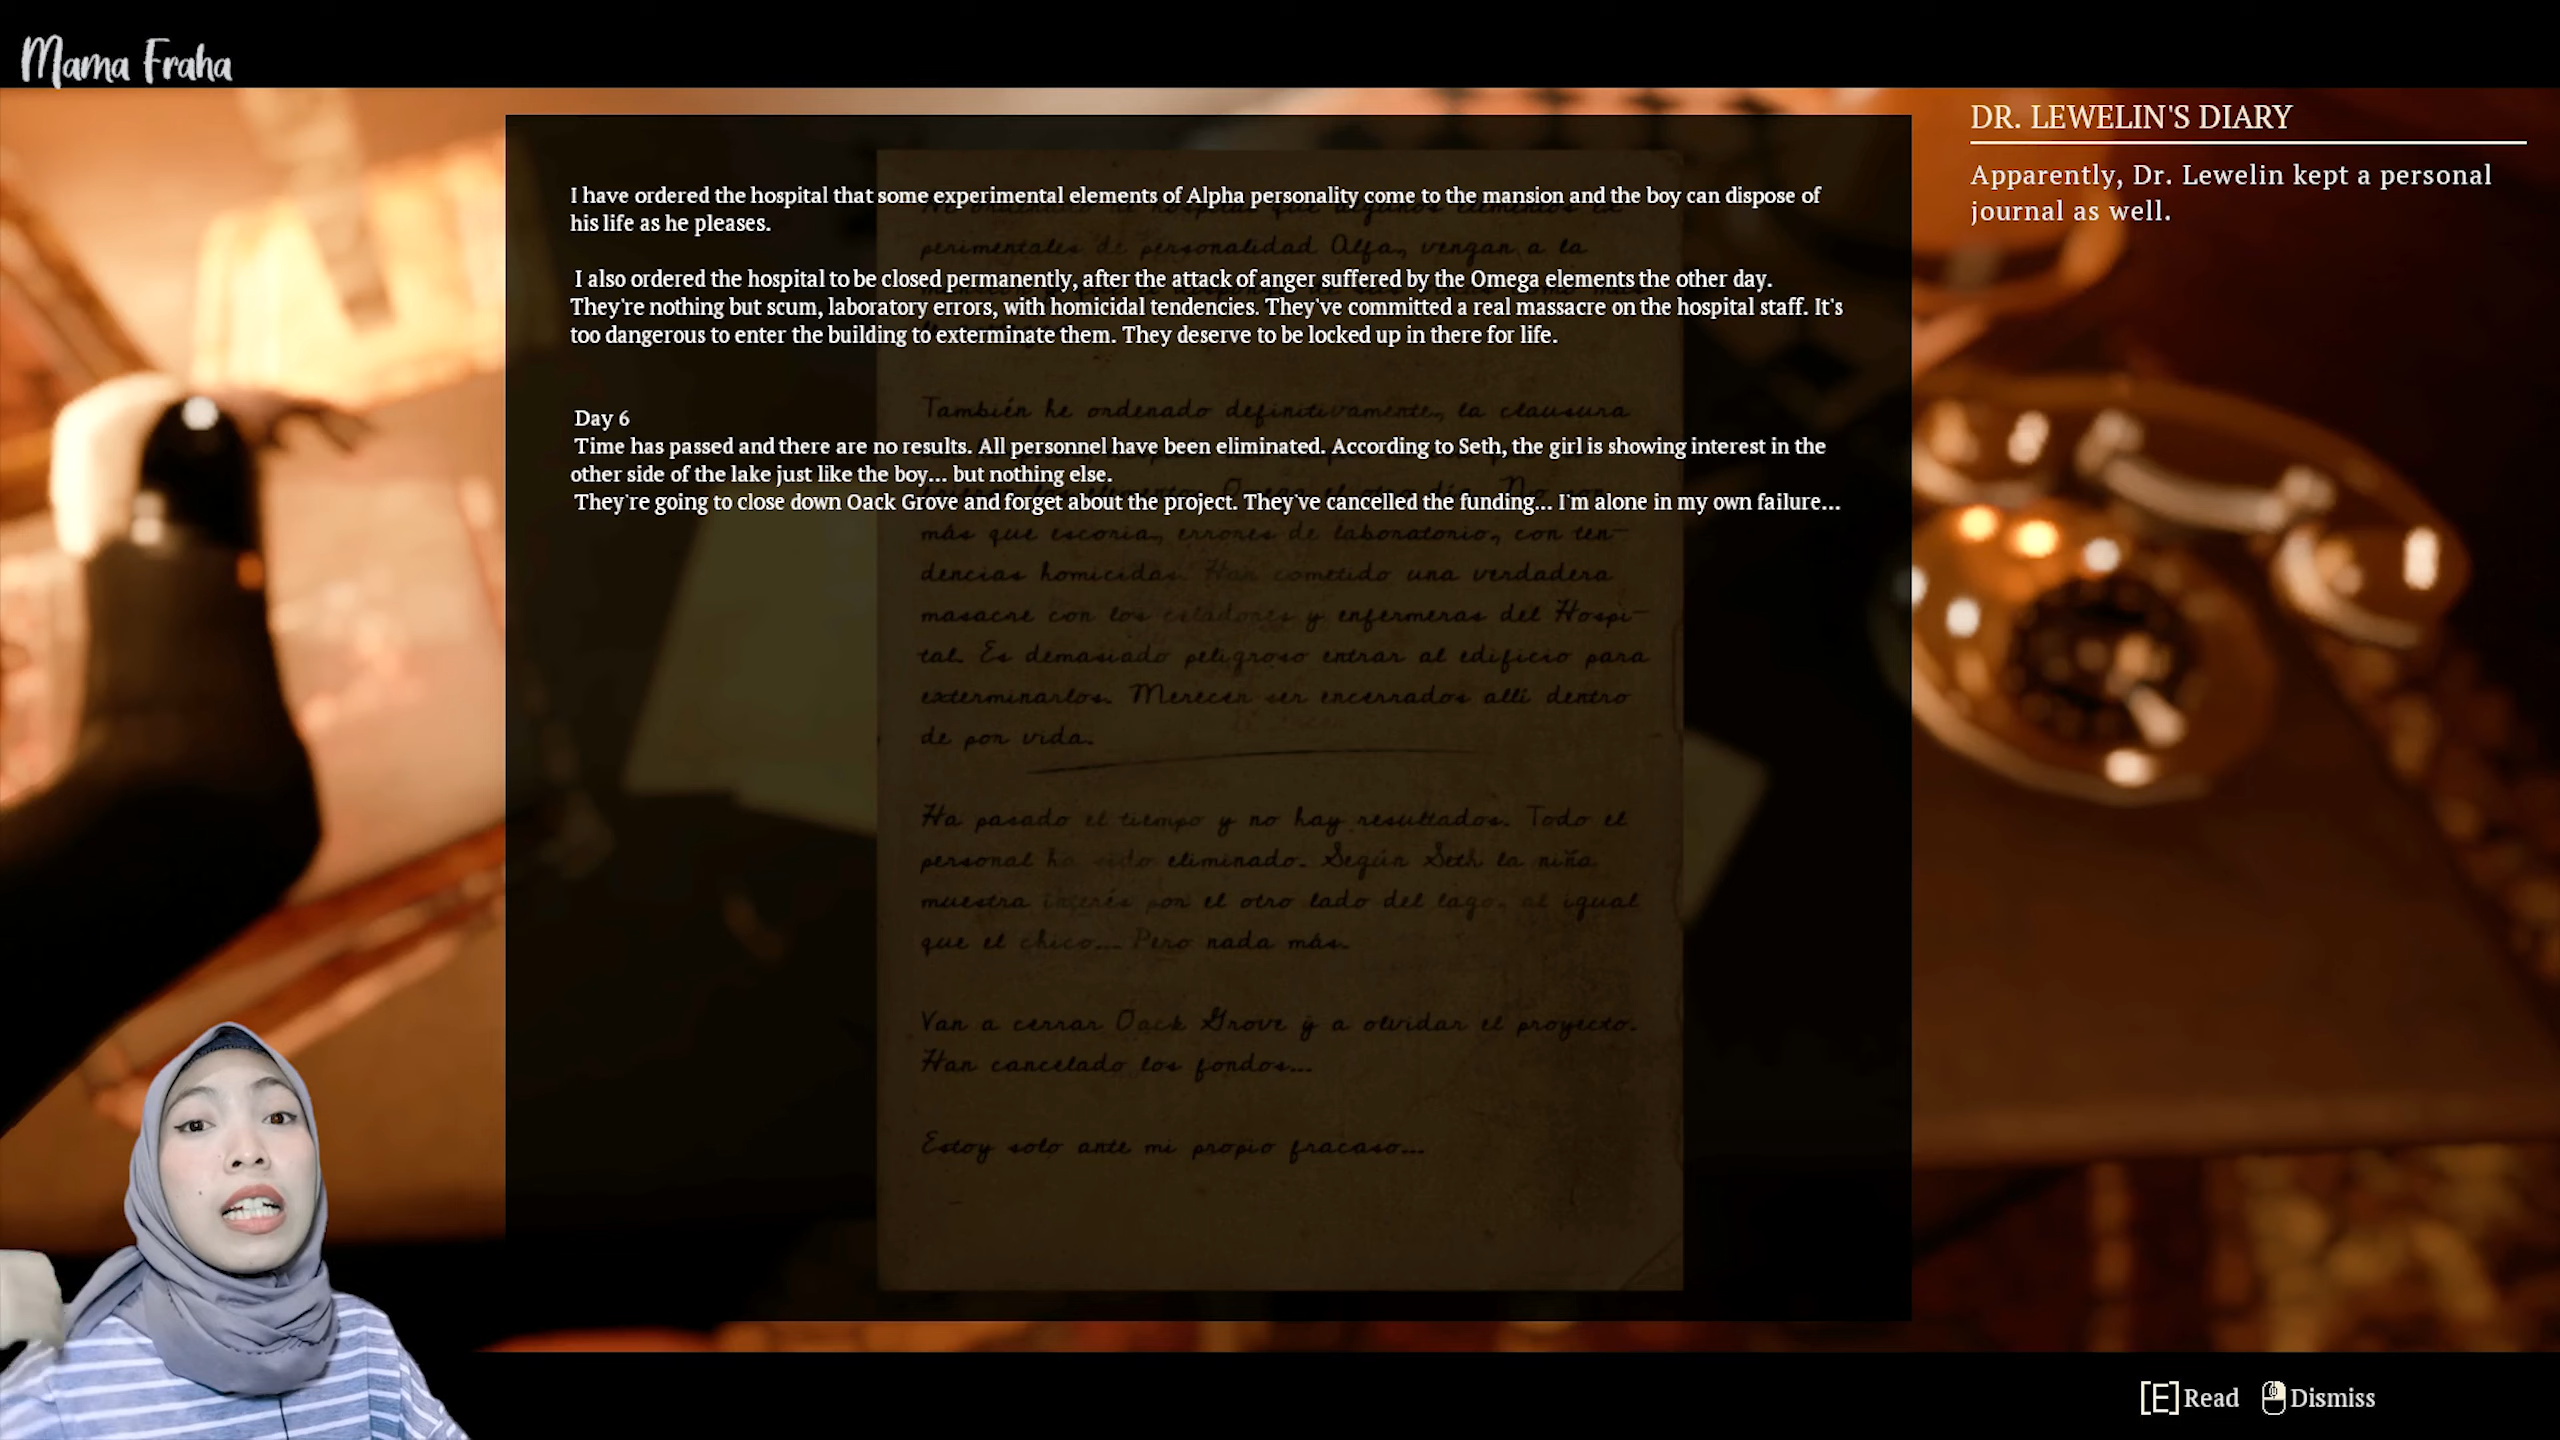 Mama Fraha
DR. LEWELIN'S DIARY
Apparently, Dr. Lewelin kept a personal
journal as well.
I have ordered the hospital that some experimental elements of Alpha personality come to the mansion and the boy can dispose of
his life as he pleases.
I also ordered the hospital to be closed permanently, after the attack of anger suffered by the Omega elements the other day.
They're nothing but scum, laboratory errors, with homicidal tendencies. They've committed a real massacre on the hospital staff. It's
too dangerous to enter the building to exterminate them. They deserve to be locked up in there for life.
Day 6
Time has passed and there are no results. All personnel have been eliminated. According to Seth, the girl is showing interest in the
other side of the lake just like the boy... but nothing else.
They're going to close down Oack Grove and forget about the project. They've cancelled the funding... I'm alone in my own failure...
perimentales de personalidad Alfa, vengan a la
También he ordenado definitivamente, la clausura
más que escoria, errores de laboratorio, con ten-
dencias homicidas. Han cometido una verdadera
masacre con los celadores y enfermeras del Hospi-
tal. Es demasiado peligroso entrar al edificio para
exterminarlos. Merecen ser encerrados allí dentro
de por vida.
Ha pasado el tiempo y no hay resultados. Todo el
personal ha sido eliminado. Según Seth la niña
muestra interés por el otro lado del lago, al igual
que el chico... Pero nada más.
Van a cerrar Oack Grove y a olvidar el proyecto.
Han cancelado los fondos...
Estoy solo ante mi propio fracaso...
[E] Read
Dismiss